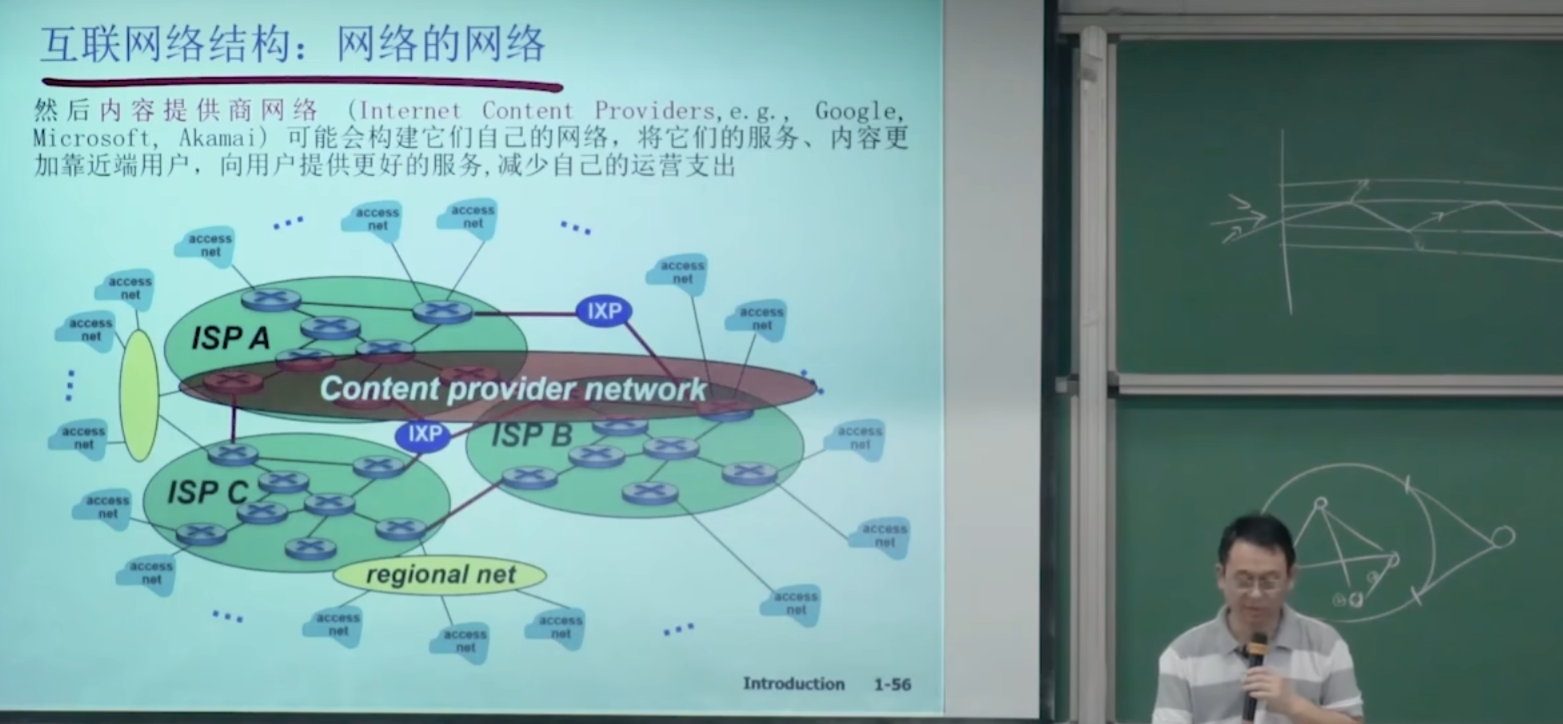 互联网络结构：网络的网络
然后内容提供商网络 (Internet Content Providers,e.g., Google,
Microsoft, Akamai) 可能会构建它们自己的网络，将它们的服务、内容更
加靠近端用户，向用户提供更好的服务,减少自己的运营支出
access
net
access
net
access
net
access
net
access
net
access
net
access
net
IXP
ISP A
Content provider network
IXP
ISP B
access
net
access
net
ISP C
access
net
access
net
access
net
regional net
access
net
access
net
access
net
access
net
Introduction 1-56